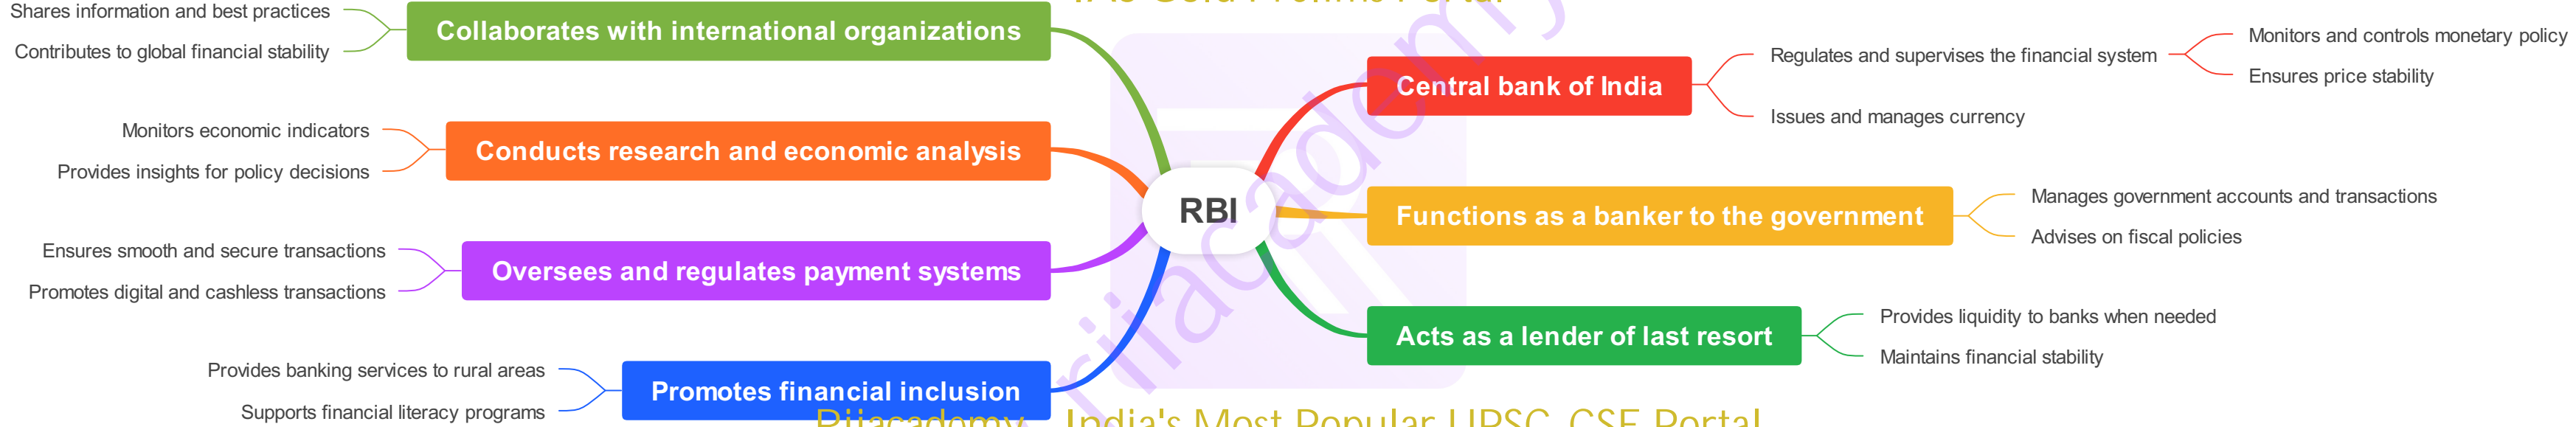 IAS Gold Prelims Portal
Shares information and best practices
Contributes to global financial stability
Collaborates with international organizations
Monitors economic indicators
Provides insights for policy decisions
Conducts research and economic analysis
Ensures smooth and secure transactions
Promotes digital and cashless transactions
Oversees and regulates payment systems
Provides banking services to rural areas
Supports financial literacy programs
Promotes financial inclusion
RBI
Central bank of India
Regulates and supervises the financial system
Monitors and controls monetary policy
Ensures price stability
Issues and manages currency
Functions as a banker to the government
Manages government accounts and transactions
Advises on fiscal policies
Acts as a lender of last resort
Provides liquidity to banks when needed
Maintains financial stability
rijacademy
Rijacademy India's Most Popular UPSC CSE Portal